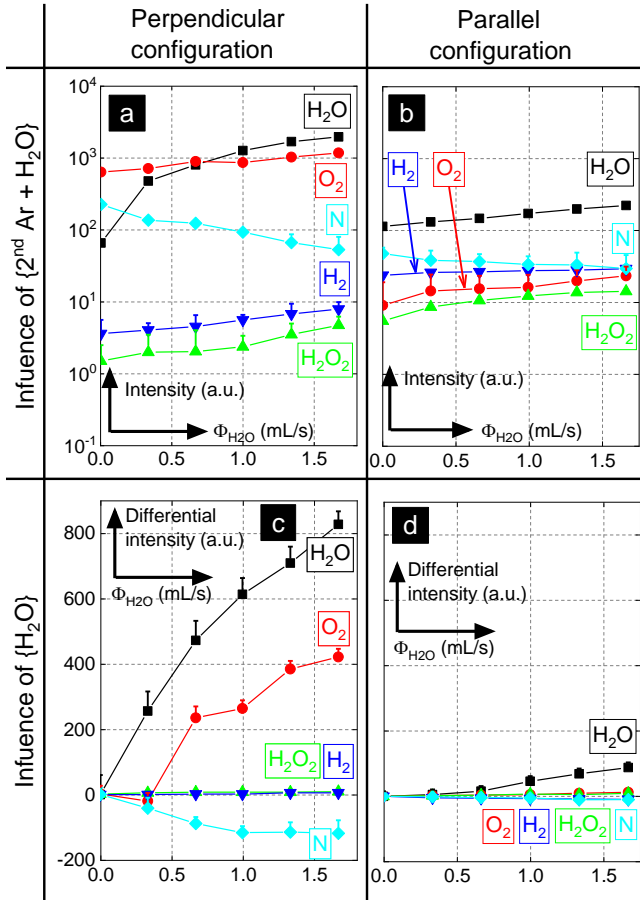 Perpendicular
configuration
Parallel
configuration
Infuence of {2nd Ar + H2O}
a
10^4
10^3
10^2
10^1
10^0
10^-1
H2O
O2
N
H2
H2O2
Intensity (a.u.)
ΦH2O (mL/s)
0.0 0.5 1.0 1.5
b
H2
O2
H2O
N
H2O2
Intensity (a.u.)
ΦH2O (mL/s)
0.0 0.5 1.0 1.5
Infuence of {H2O}
c
800
600
400
200
0
-200
Differential
intensity (a.u.)
ΦH2O (mL/s)
H2O
O2
H2O2
H2
N
0.0 0.5 1.0 1.5
d
Differential
intensity (a.u.)
ΦH2O (mL/s)
H2O
O2
H2
H2O2
N
0.0 0.5 1.0 1.5